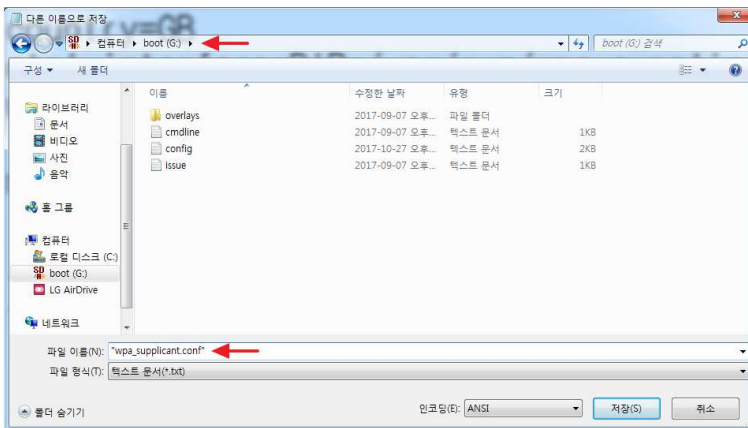 다른 이름으로 저장
컴퓨터 ▸ boot (G:) ▸
boot (G:) 검색
구성 새 폴더
이름 수정한 날짜 유형 크기
라이브러리
문서
비디오
사진
음악
홈 그룹
컴퓨터
로컬 디스크 (C:)
boot (G:)
LG AirDrive
네트워크
overlays 2017-09-07 오후... 파일 폴더
cmdline 2017-09-07 오후... 텍스트 문서 1KB
config 2017-10-27 오후... 텍스트 문서 2KB
issue 2017-09-07 오후... 텍스트 문서 1KB
파일 이름(N): "wpa_supplicant.conf"
파일 형식(T): 텍스트 문서(*.txt)
폴더 숨기기
인코딩(E): ANSI
저장(S)
취소